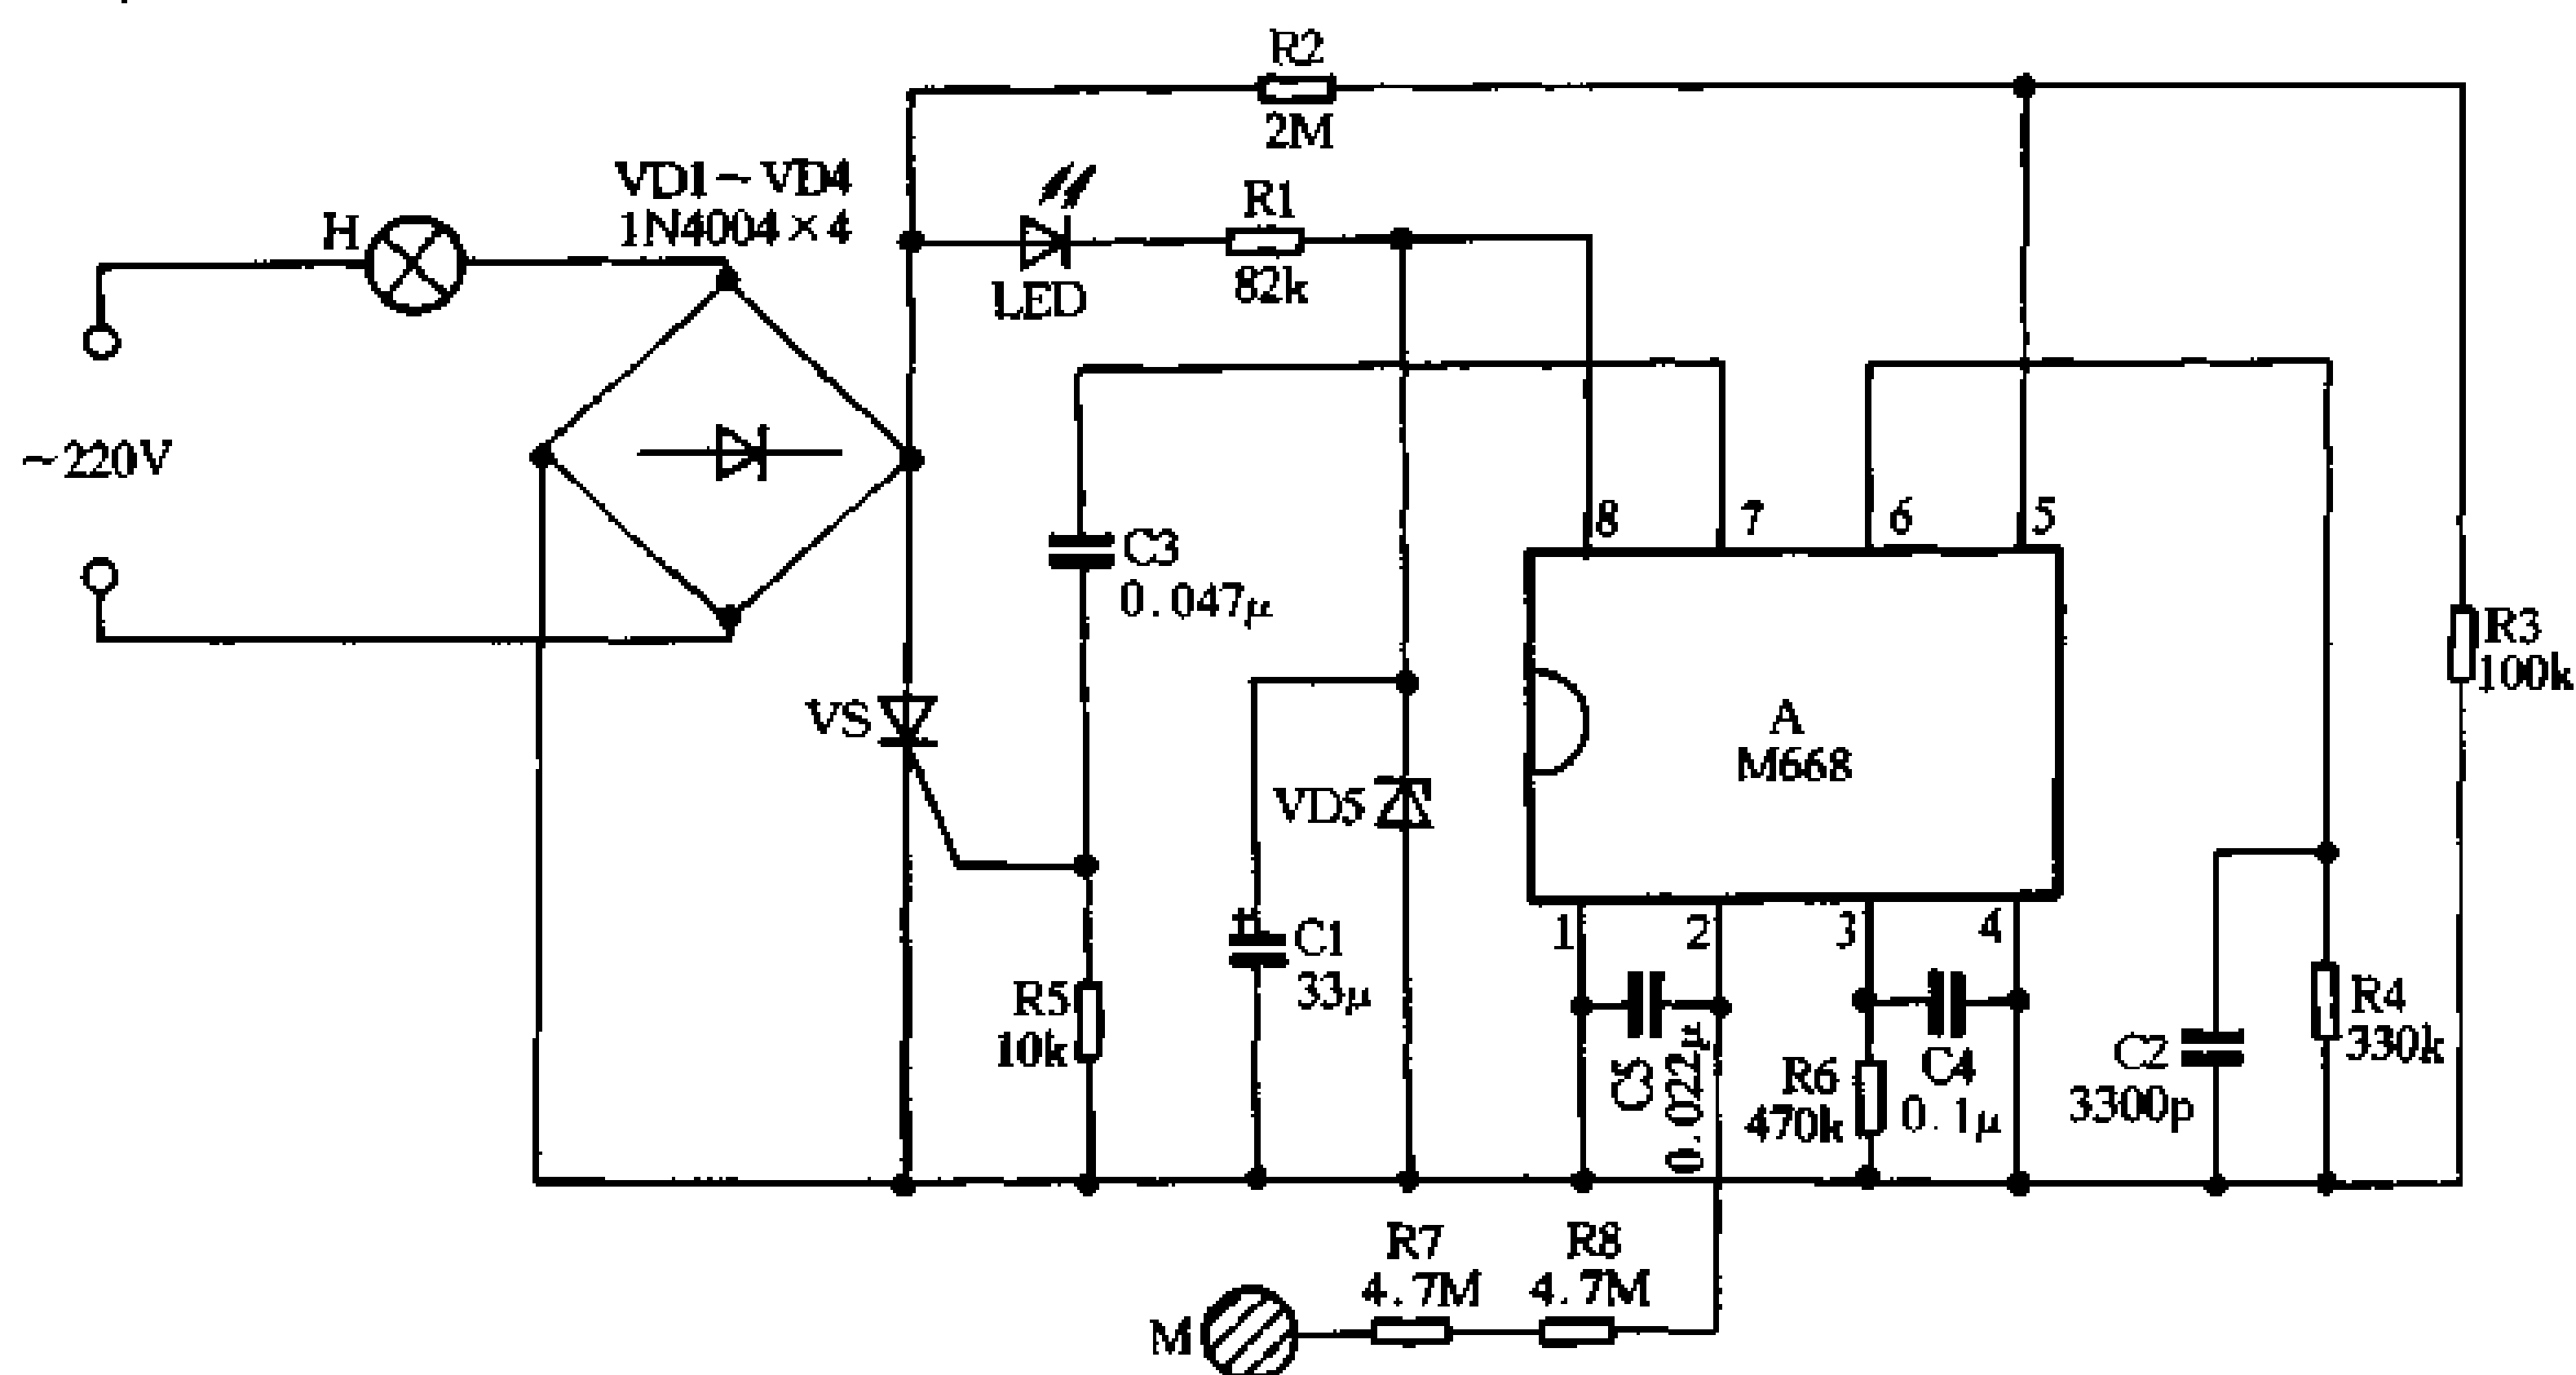 R2
2M
VD1～VD4
1N4004×4
H
R1
82k
LED
~220V
C3
0.047μ
8
7
6
5
R3
100k
VS
A
M668
VD5
1
2
3
4
C1
33μ
R5
10k
C5
0.022μ
R6
470k
C4
0.1μ
C2
3300p
R4
330k
R7
4.7M
R8
4.7M
M